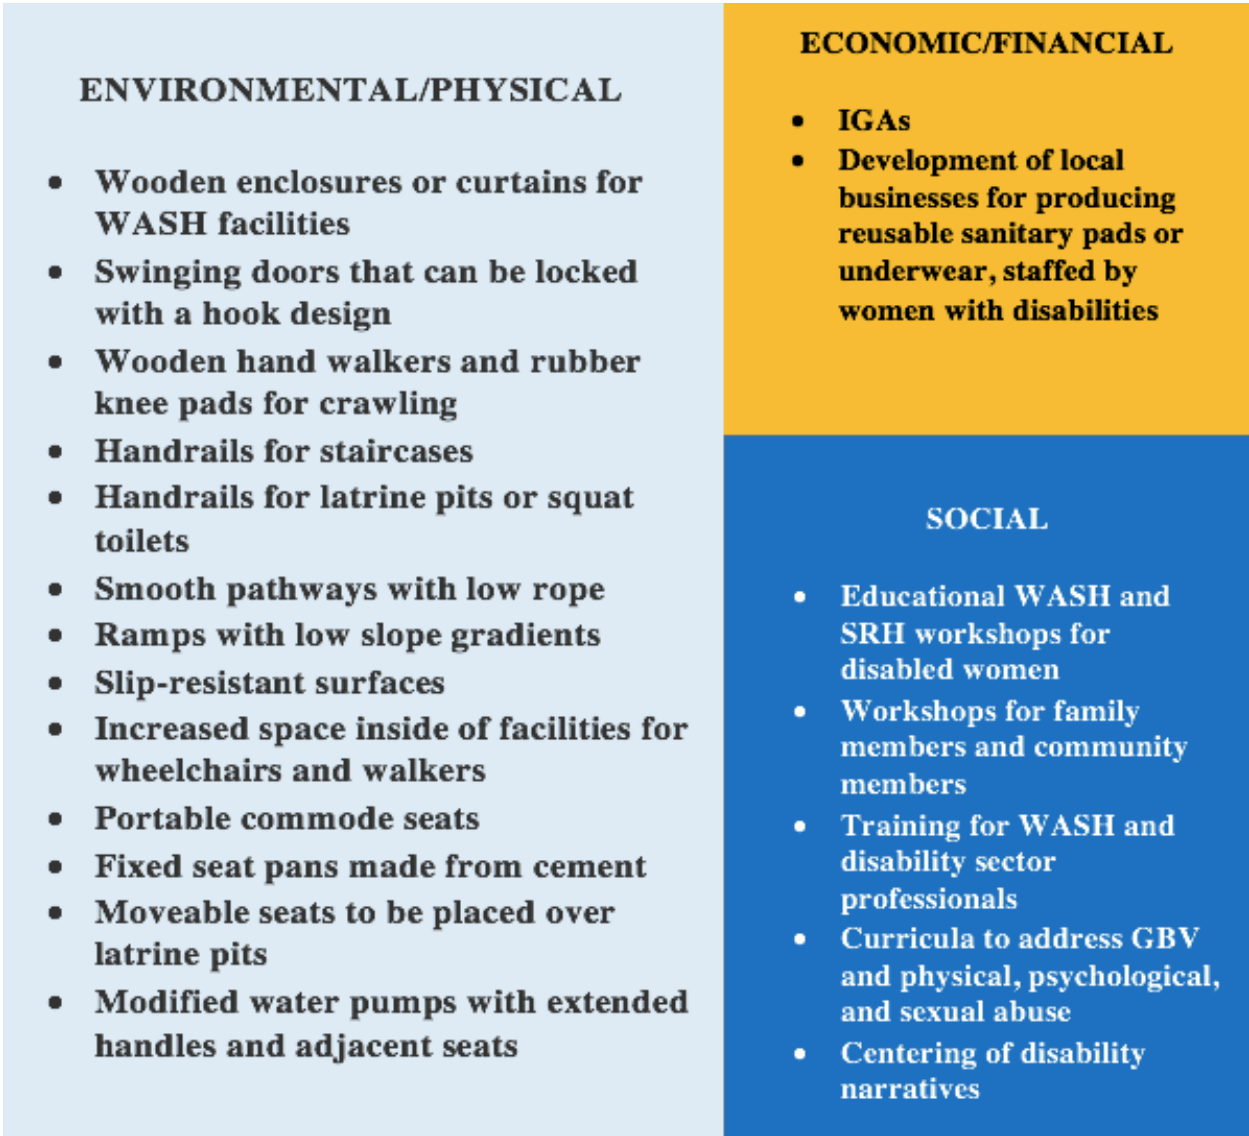 ENVIRONMENTAL/PHYSICAL
• Wooden enclosures or curtains for
WASH facilities
• Swinging doors that can be locked
with a hook design
• Wooden hand walkers and rubber
knee pads for crawling
• Handrails for staircases
• Handrails for latrine pits or squat
toilets
• Smooth pathways with low rope
• Ramps with low slope gradients
• Slip-resistant surfaces
• Increased space inside of facilities for
wheelchairs and walkers
• Portable commode seats
• Fixed seat pans made from cement
• Moveable seats to be placed over
latrine pits
• Modified water pumps with extended
handles and adjacent seats
ECONOMIC/FINANCIAL
• IGAs
• Development of local
businesses for producing
reusable sanitary pads or
underwear, staffed by
women with disabilities
SOCIAL
• Educational WASH and
SRH workshops for
disabled women
• Workshops for family
members and community
members
• Training for WASH and
disability sector
professionals
• Curricula to address GBV
and physical, psychological,
and sexual abuse
• Centering of disability
narratives